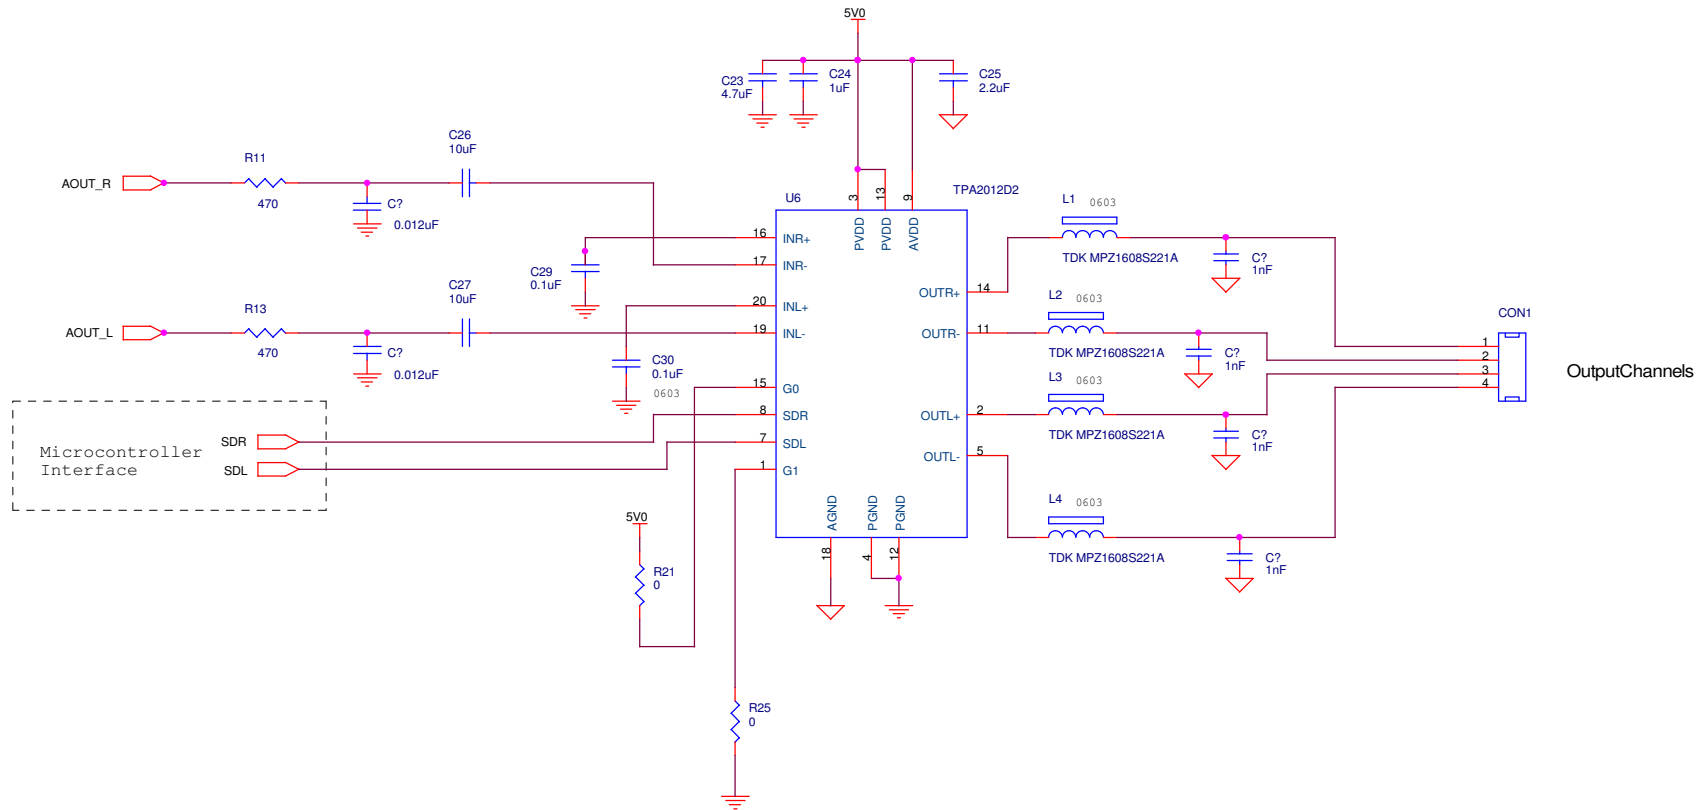 5V0
C23
4.7uF
C24
1uF
C25
2.2uF
C26
10uF
R11
470
AOUT_R
C?
0.012uF
U6
TPA2012D2
3
13
9
PVDD
PVDD
AVDD
16
INR+
17
INR-
20
INL+
19
INL-
15
G0
8
SDR
7
SDL
1
G1
OUTR+
14
OUTR-
11
OUTL+
2
OUTL-
5
AGND
PGND
PGND
18
4
12
C29
0.1uF
C27
10uF
R13
470
AOUT_L
C?
0.012uF
C30
0.1uF
0603
Microcontroller
Interface
SDR
SDL
5V0
R21
0
R25
0
L1 0603
TDK MPZ1608S221A
C?
1nF
L2 0603
TDK MPZ1608S221A
C?
1nF
L3 0603
TDK MPZ1608S221A
C?
1nF
L4 0603
TDK MPZ1608S221A
C?
1nF
CON1
1
2
3
4
OutputChannels